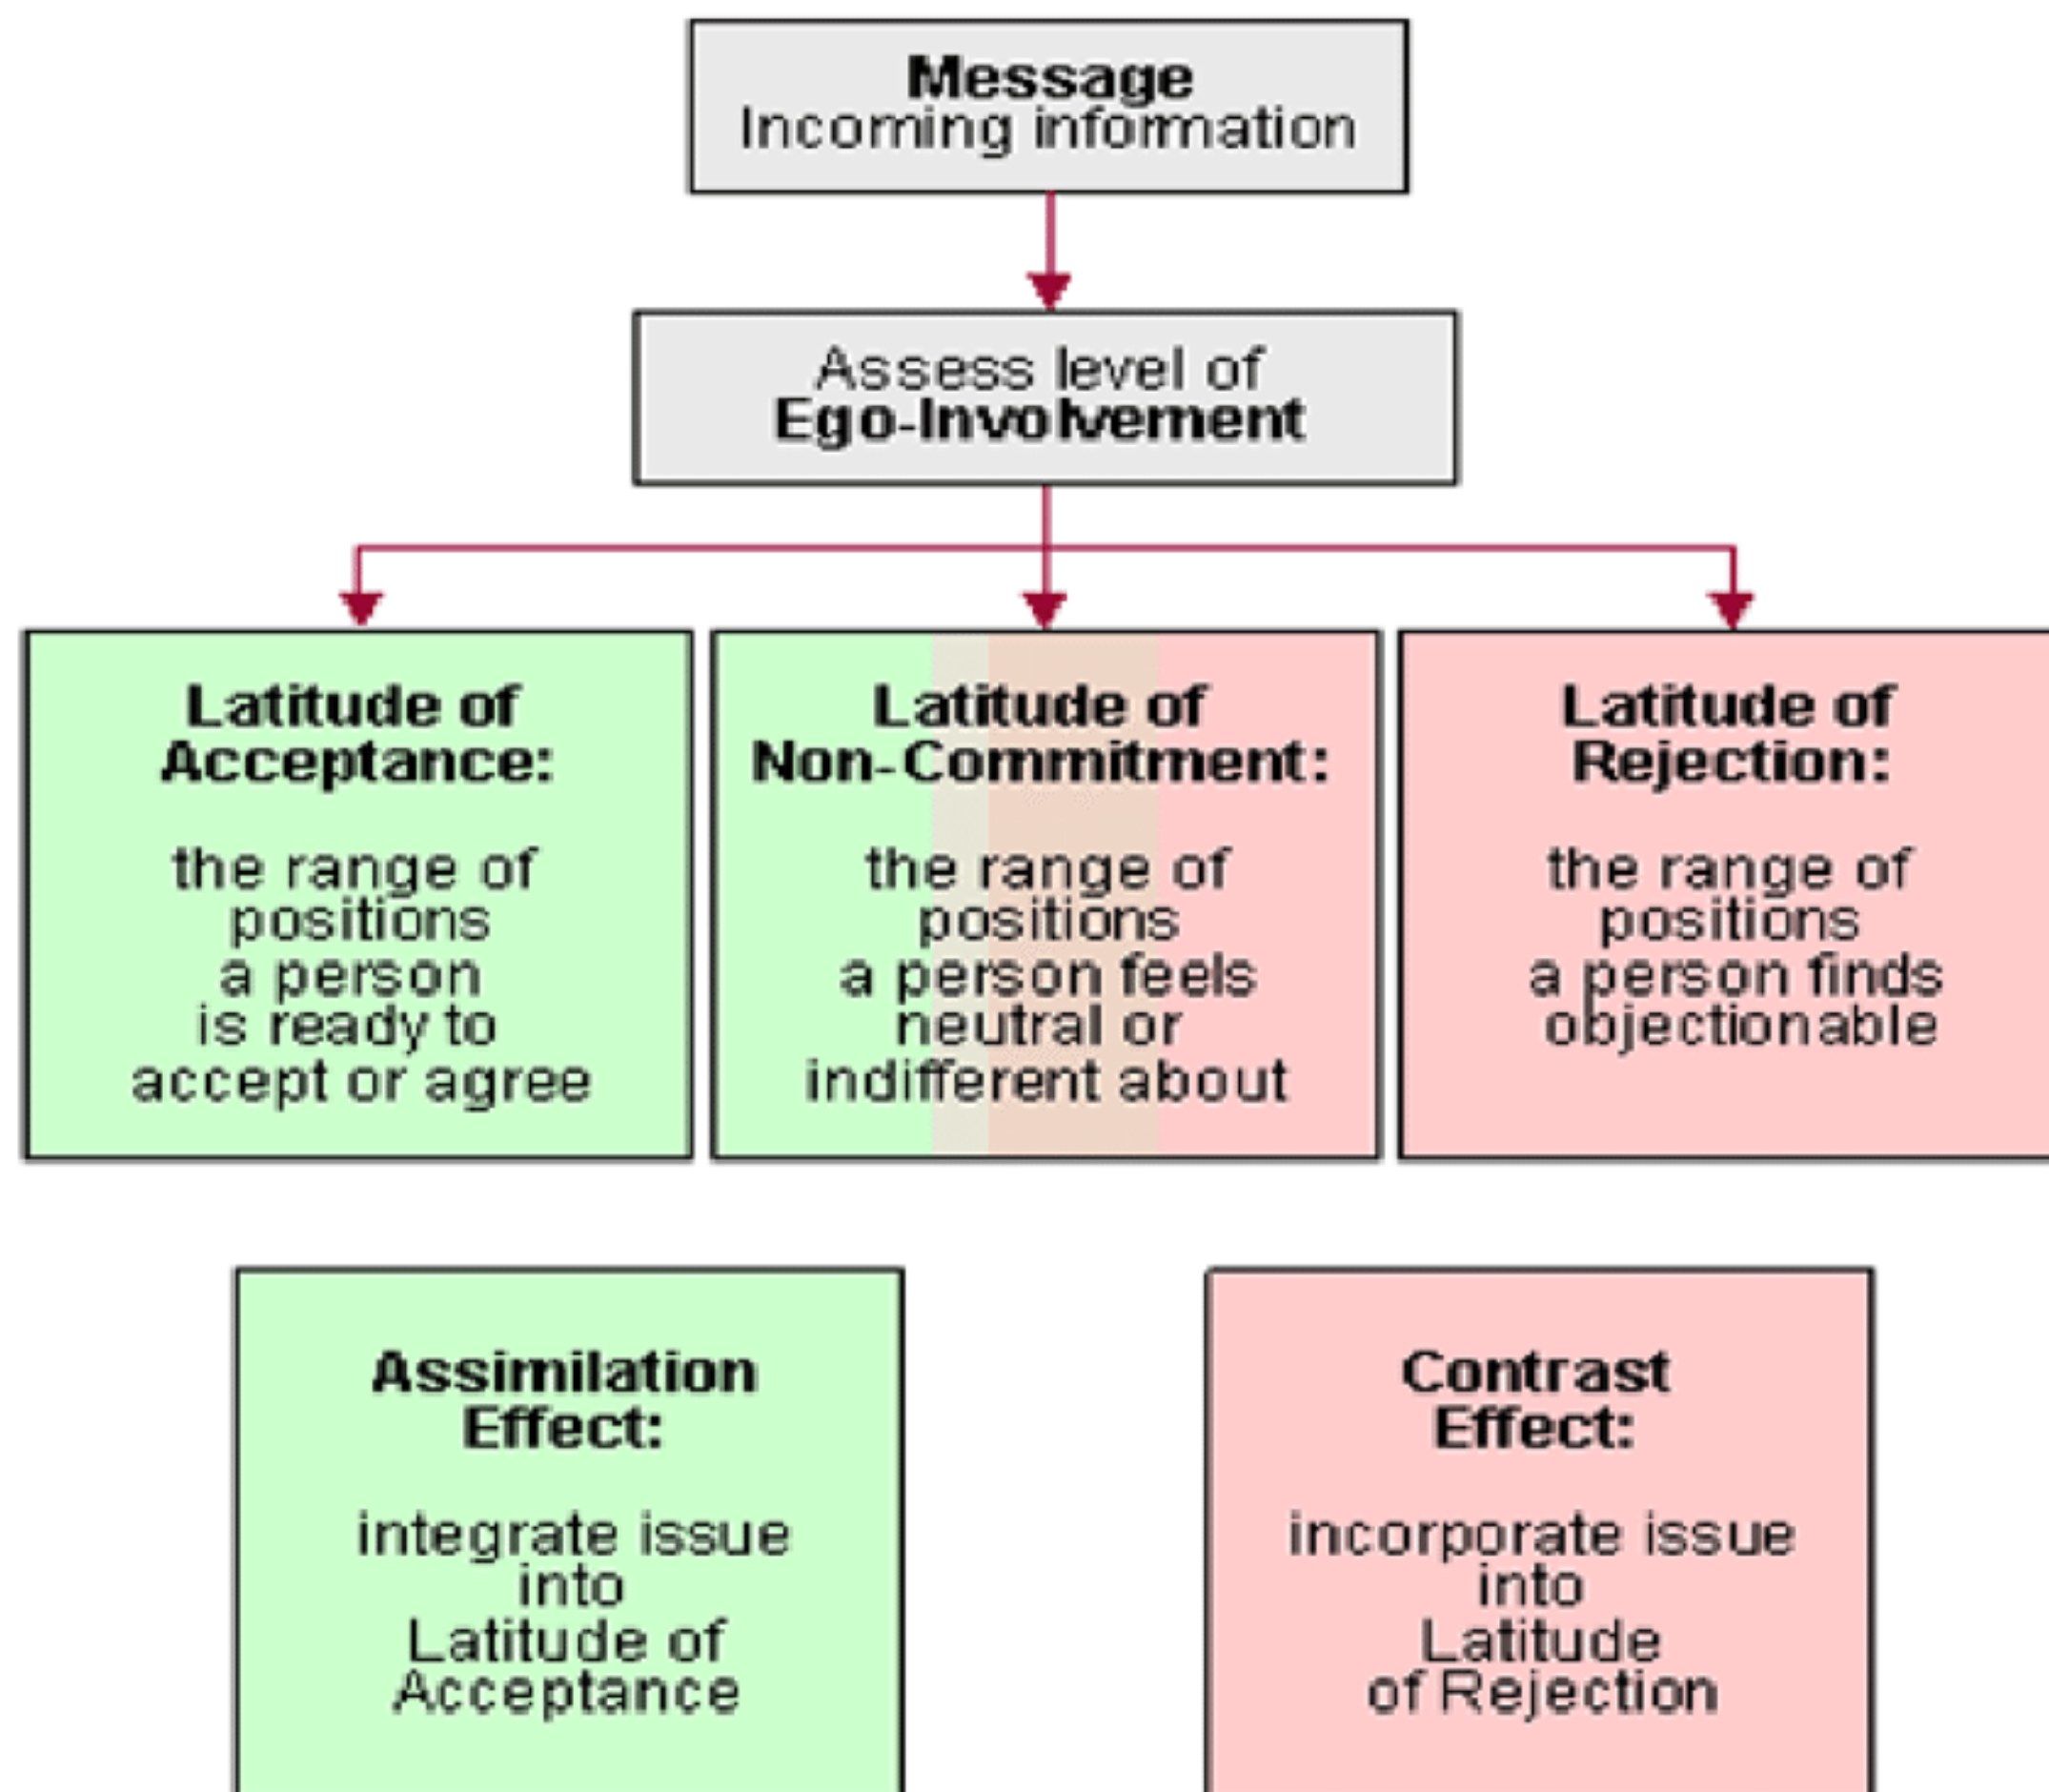 Message
Incoming information
Assess level of
Ego-Involvement
Latitude of
Acceptance:
the range of
positions
a person
is ready to
accept or agree
Latitude of
Non-Commitment:
the range of
positions
a person feels
neutral or
indifferent about
Latitude of
Rejection:
the range of
positions
a person finds
objectionable
Assimilation
Effect:
integrate issue
into
Latitude of
Acceptance
Contrast
Effect:
incorporate issue
into
Latitude
of Rejection